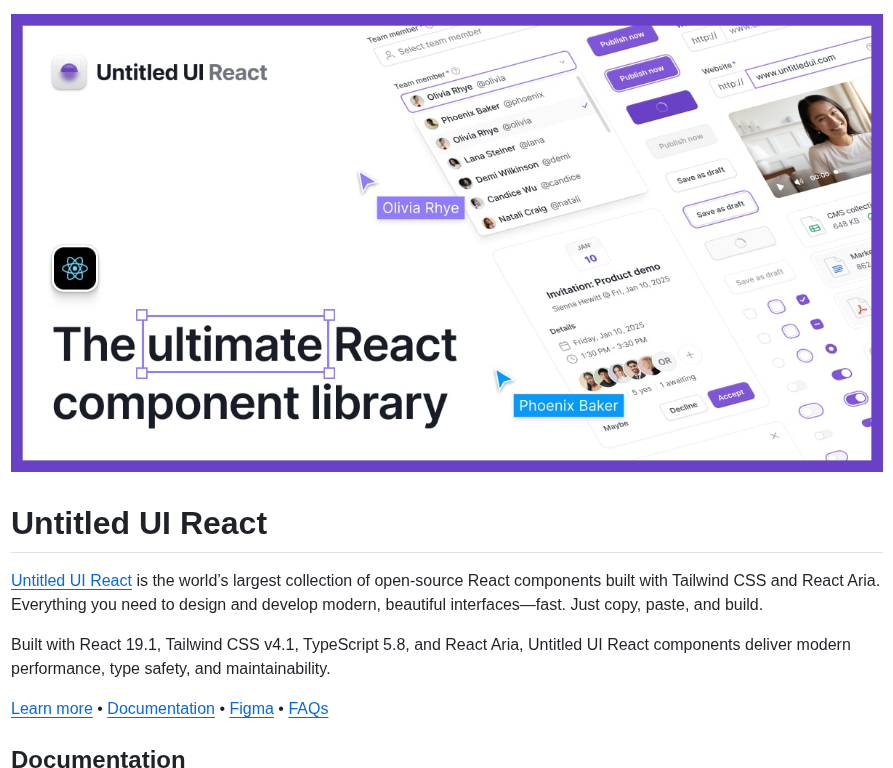 Untitled UI React
The ultimate React
component library
Team member*
Select team member
Team member*
Olivia Rhye @olivia
Phoenix Baker @phoenix
Olivia Rhye @olivia
Lana Steiner @lana
Demi Wilkinson @demi
Candice Wu @candice
Natali Craig @natali
Olivia Rhye
Publish now
Publish now
Publish now
Save as draft
Save as draft
Save as draft
http://
Website*
http:// www.untitledui.com
00:00
648 KB
JAN
10
Invitation: Product demo
Sienna Hewitt @ Fri, Jan 10, 2025
Details
Friday, Jan 10, 2025
1:30 PM - 3:30 PM
OR
5 yes 1 awaiting
Maybe
Decline
Accept
Phoenix Baker
Untitled UI React
Untitled UI React is the world’s largest collection of open-source React components built with Tailwind CSS and React Aria.
Everything you need to design and develop modern, beautiful interfaces—fast. Just copy, paste, and build.
Built with React 19.1, Tailwind CSS v4.1, TypeScript 5.8, and React Aria, Untitled UI React components deliver modern
performance, type safety, and maintainability.
Learn more • Documentation • Figma • FAQs
Documentation